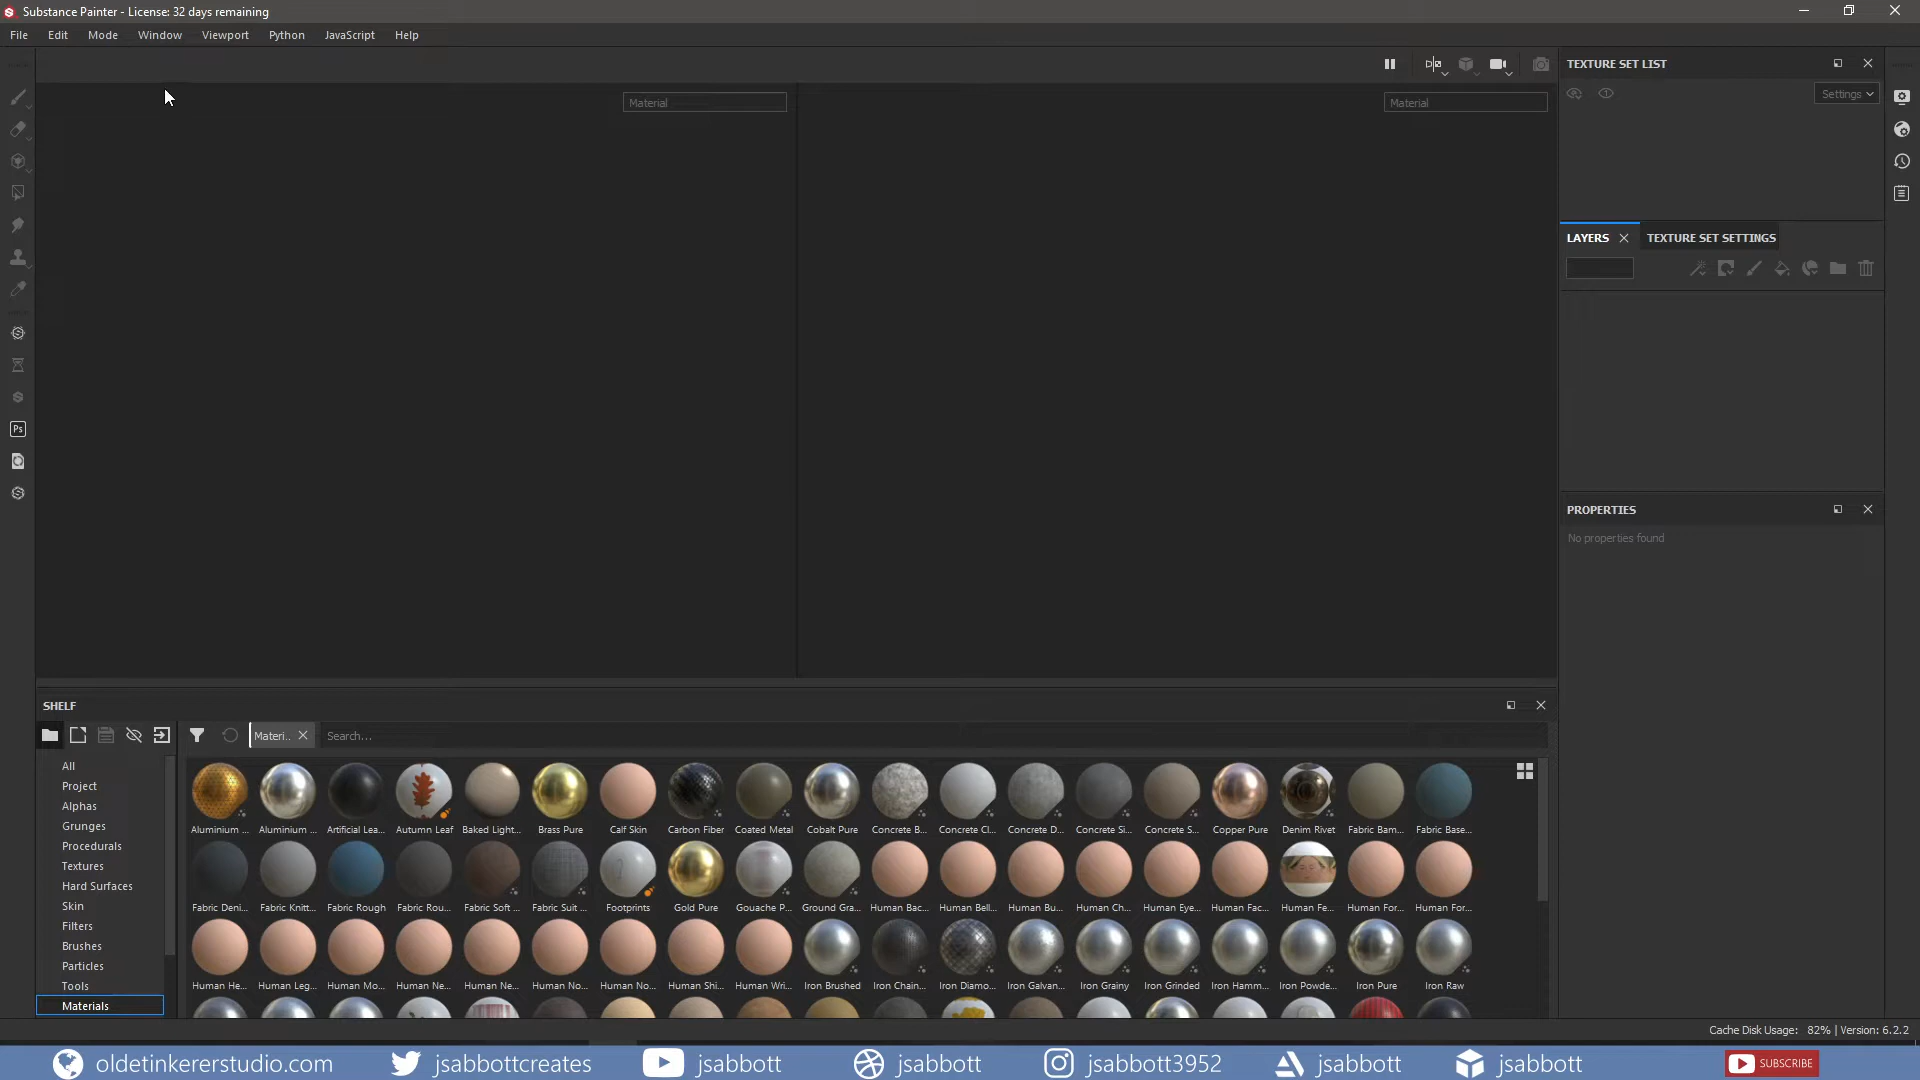 Substance Painter - License: 32 days remaining
File Edit Mode Window Viewport Python JavaScript Help
Material
Material
TEXTURE SET LIST
Settings
LAYERS TEXTURE SET SETTINGS
PROPERTIES
No properties found
SHELF
Materi.. Search...
All
Project
Alphas
Grunges
Procedurals
Textures
Hard Surfaces
Skin
Filters
Brushes
Particles
Tools
Materials
Aluminium ... Aluminium ... Artificial Lea... Autumn Leaf Baked Light... Brass Pure Calf Skin Carbon Fiber Coated Metal Cobalt Pure Concrete B... Concrete Cl... Concrete D... Concrete Si... Concrete S... Copper Pure Denim Rivet Fabric Bam... Fabric Base...
Fabric Deni... Fabric Knitt... Fabric Rough Fabric Rou... Fabric Soft ... Fabric Suit ... Footprints Gold Pure Gouache P... Ground Gra... Human Bac... Human Bell... Human Bu... Human Ch... Human Eye... Human Fac... Human Fe... Human For... Human For...
Human He... Human Leg... Human Mo... Human Ne... Human Ne... Human No... Human No... Human Shi... Human Wri... Iron Brushed Iron Chain... Iron Diamo... Iron Galvan... Iron Grainy Iron Grinded Iron Hamm... Iron Powde... Iron Pure Iron Raw
Cache Disk Usage: 82% | Version: 6.2.2
oldetinkererstudio.com jsabbottcreates jsabbott jsabbott jsabbott3952 jsabbott jsabbott SUBSCRIBE
Ps